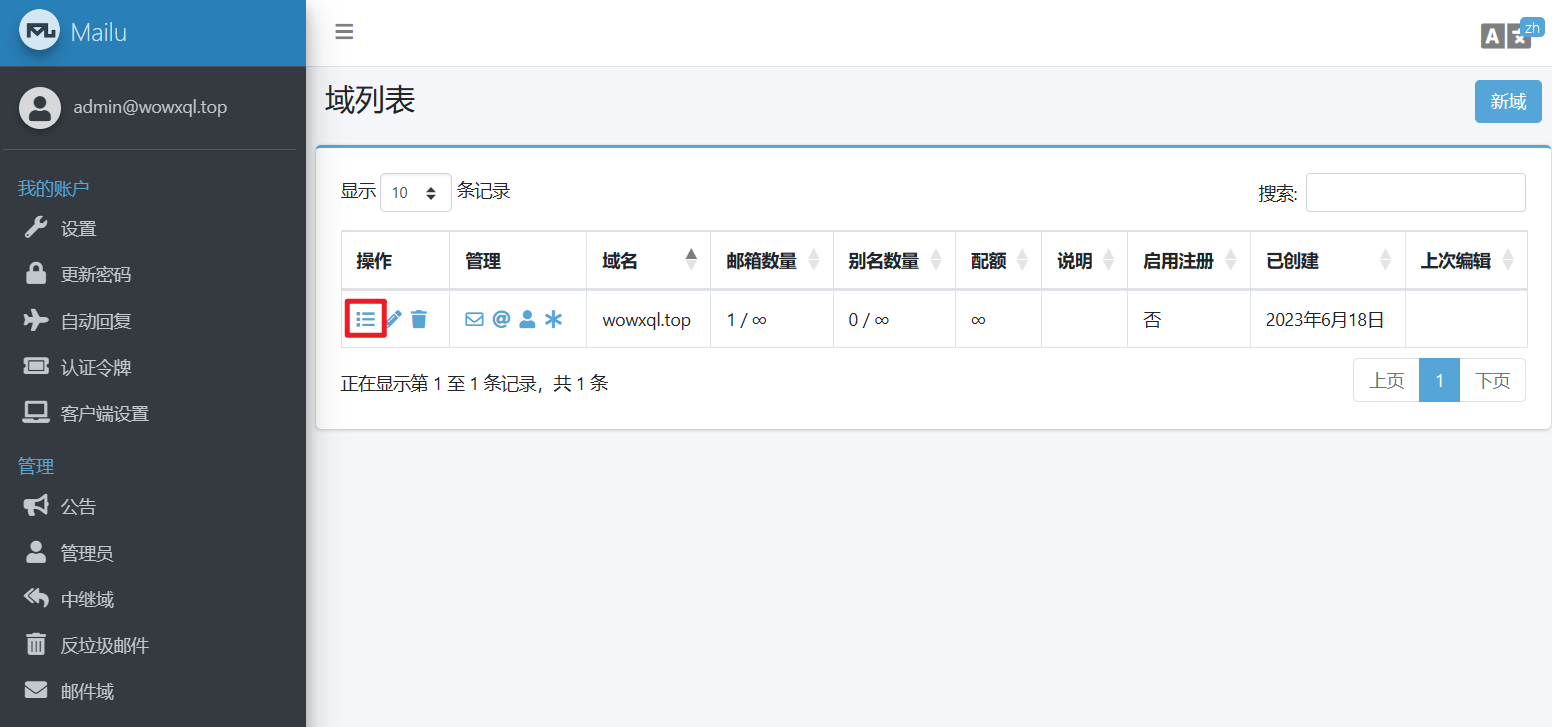 Mailu
zh
admin@wowxql.top
我的账户
设置
更新密码
自动回复
认证令牌
客户端设置
管理
公告
管理员
中继域
反垃圾邮件
邮件域
域列表
新域
显示 10 条记录
搜索:
操作 管理 域名 邮箱数量 别名数量 配额 说明 启用注册 已创建 上次编辑
wowxql.top 1 / ∞ 0 / ∞ ∞ 否 2023年6月18日
正在显示第 1 至 1 条记录，共 1 条
上页 1 下页